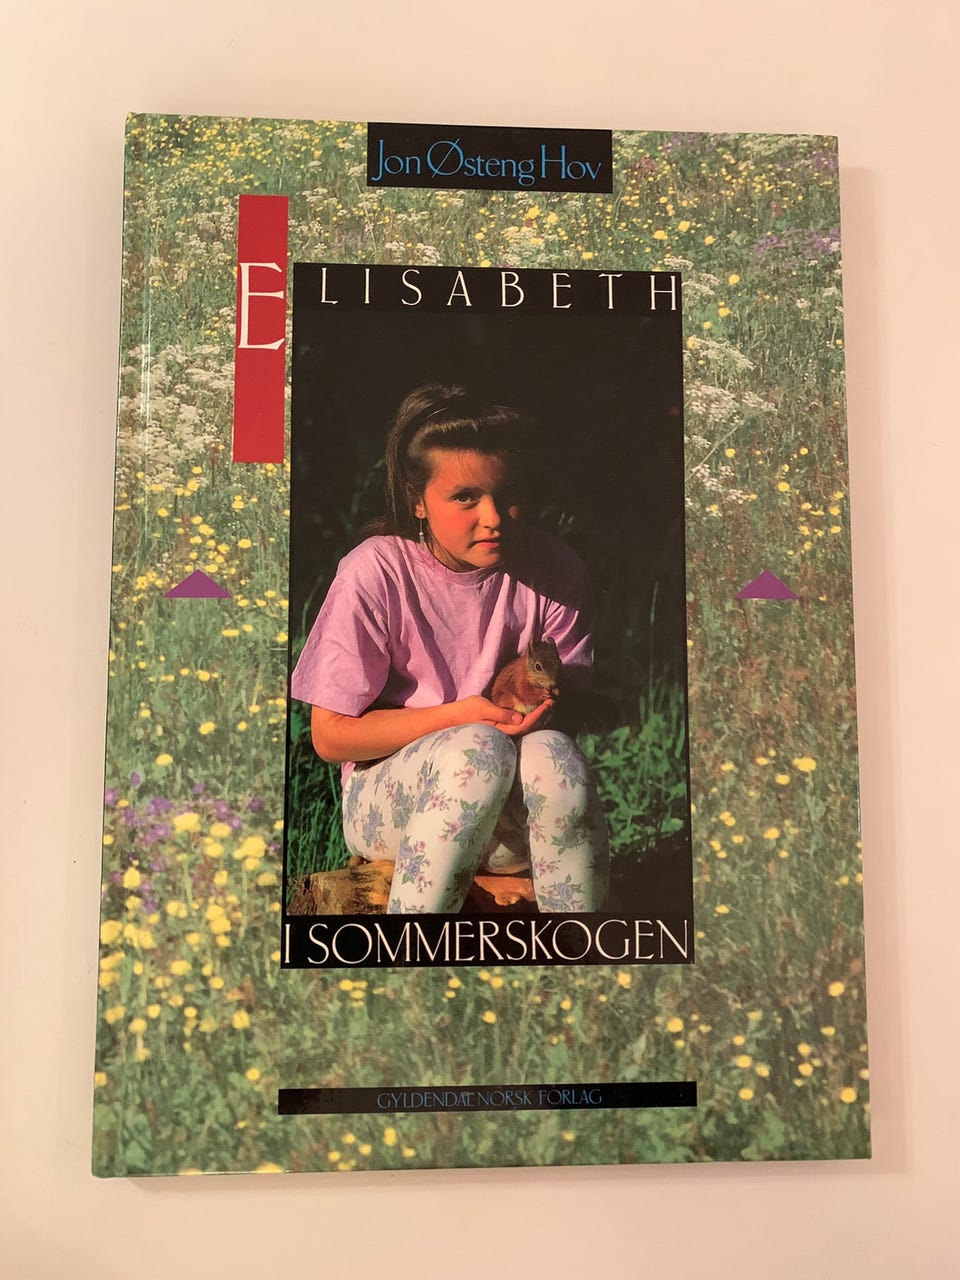 Jon Østeng Hov
ELISABETH
I SOMMERSKOGEN
GYLDENDAL NORSK FORLAG